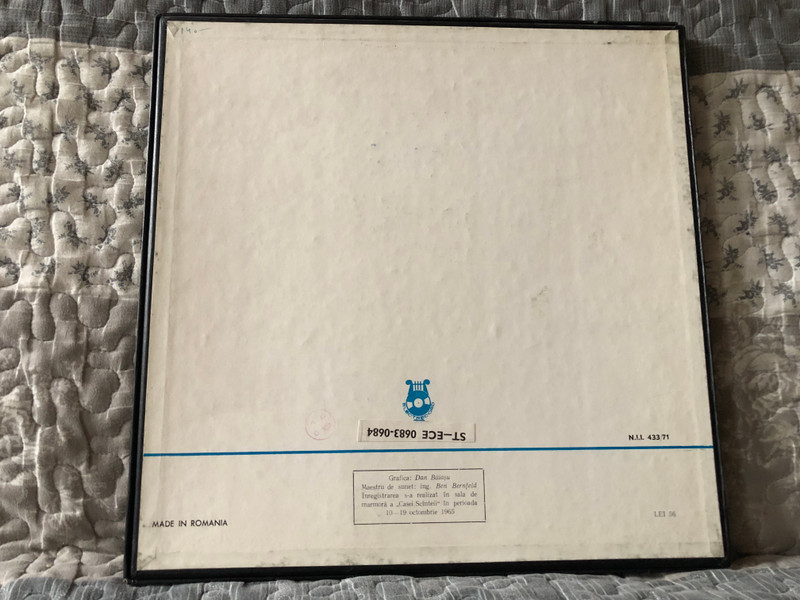 ST—ECE 0683-0684
N.I.I. 433/71
Grafica: Dan Băiașu
Maestru de sunet: ing. Ben Bernfeld
Înregistrarea s-a realizat în sala de
marmoră a „Casei Scînteii" în perioada
10—19 octombrie 1965
MADE IN ROMANIA
LEI 56